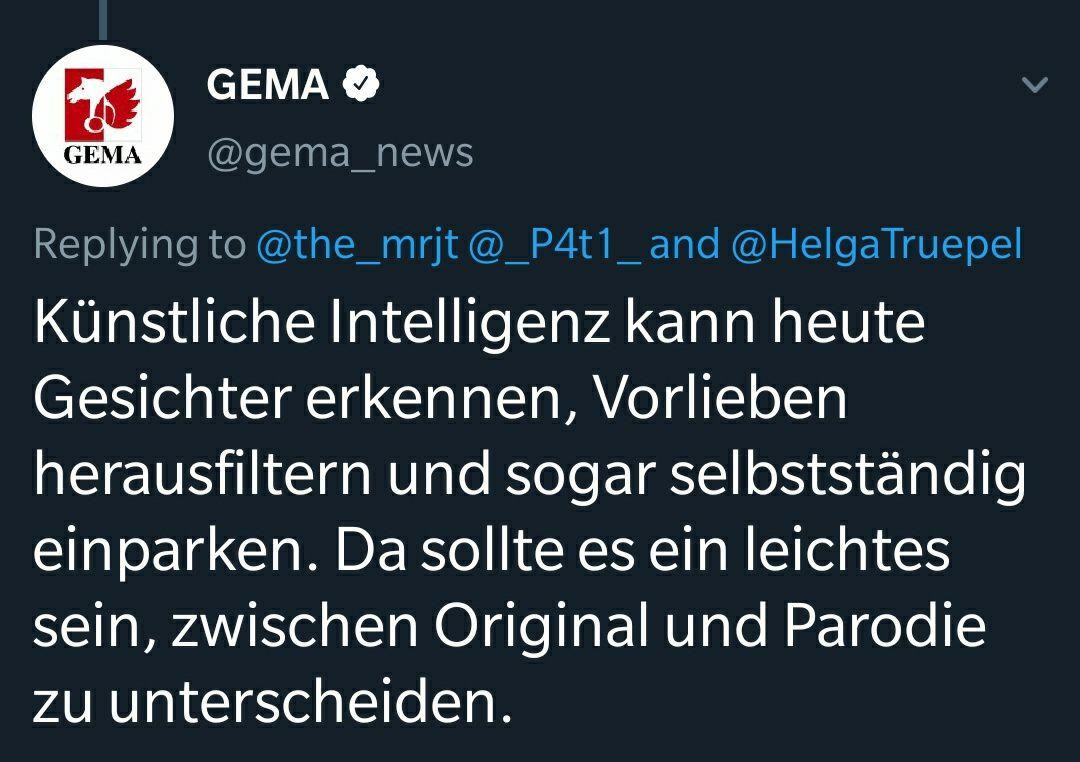 GEMA
GEMA
@gema_news
Replying to @the_mrjt @_P4t1_ and @HelgaTruepel
Künstliche Intelligenz kann heute
Gesichter erkennen, Vorlieben
herausfiltern und sogar selbstständig
einparken. Da sollte es ein leichtes
sein, zwischen Original und Parodie
zu unterscheiden.